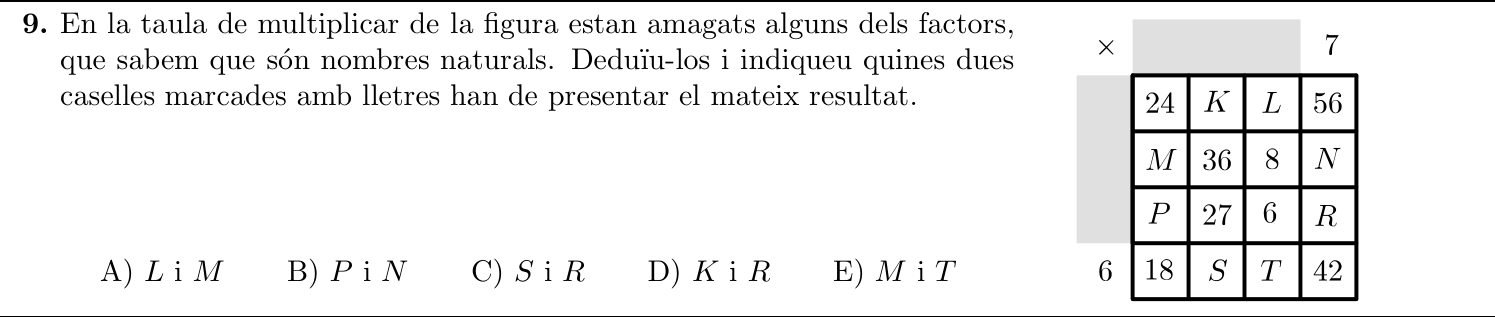 9. En la taula de multiplicar de la figura estan amagats alguns dels factors,
que sabem que són nombres naturals. Deduïu-los i indiqueu quines dues
caselles marcades amb lletres han de presentar el mateix resultat.
A) L i M B) P i N C) S i R D) K i R E) M i T
× 7
24 K L 56
M 36 8 N
P 27 6 R
6 18 S T 42